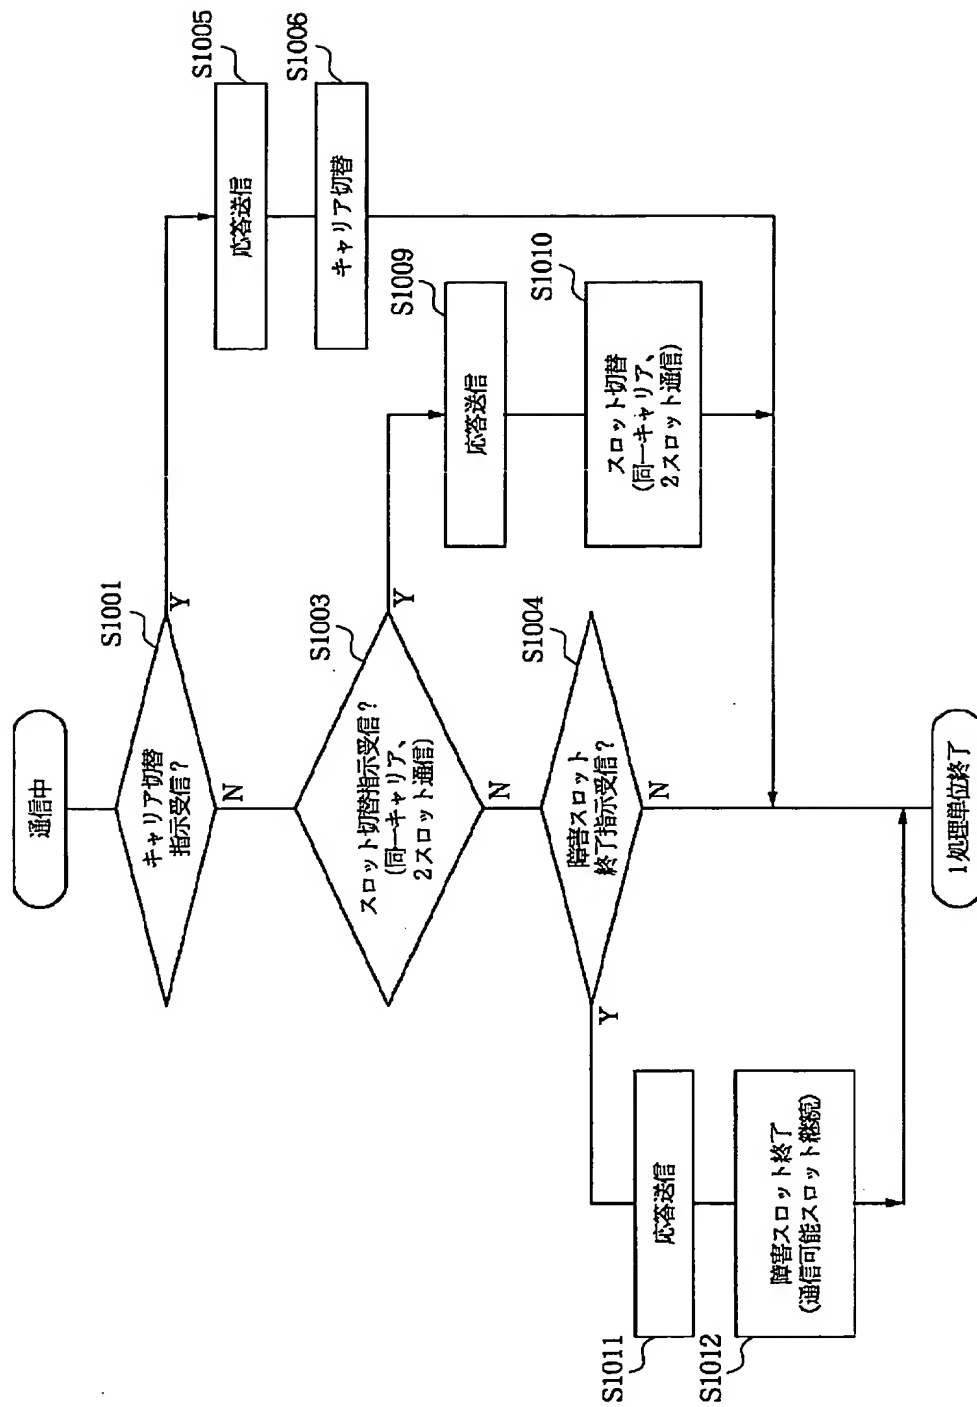 通信中
S1001
キャリア切替
指示受信？
Y
N
S1005
応答送信
S1006
キャリア切替
S1003
スロット切替指示受信？
(同一キャリア、
2スロット通信)
Y
N
S1009
応答送信
S1010
スロット切替
(同一キャリア、
2スロット通信)
S1004
障害スロット
終了指示受信？
Y
N
S1011
応答送信
S1012
障害スロット終了
(通信可能スロット継続)
1処理単位終了